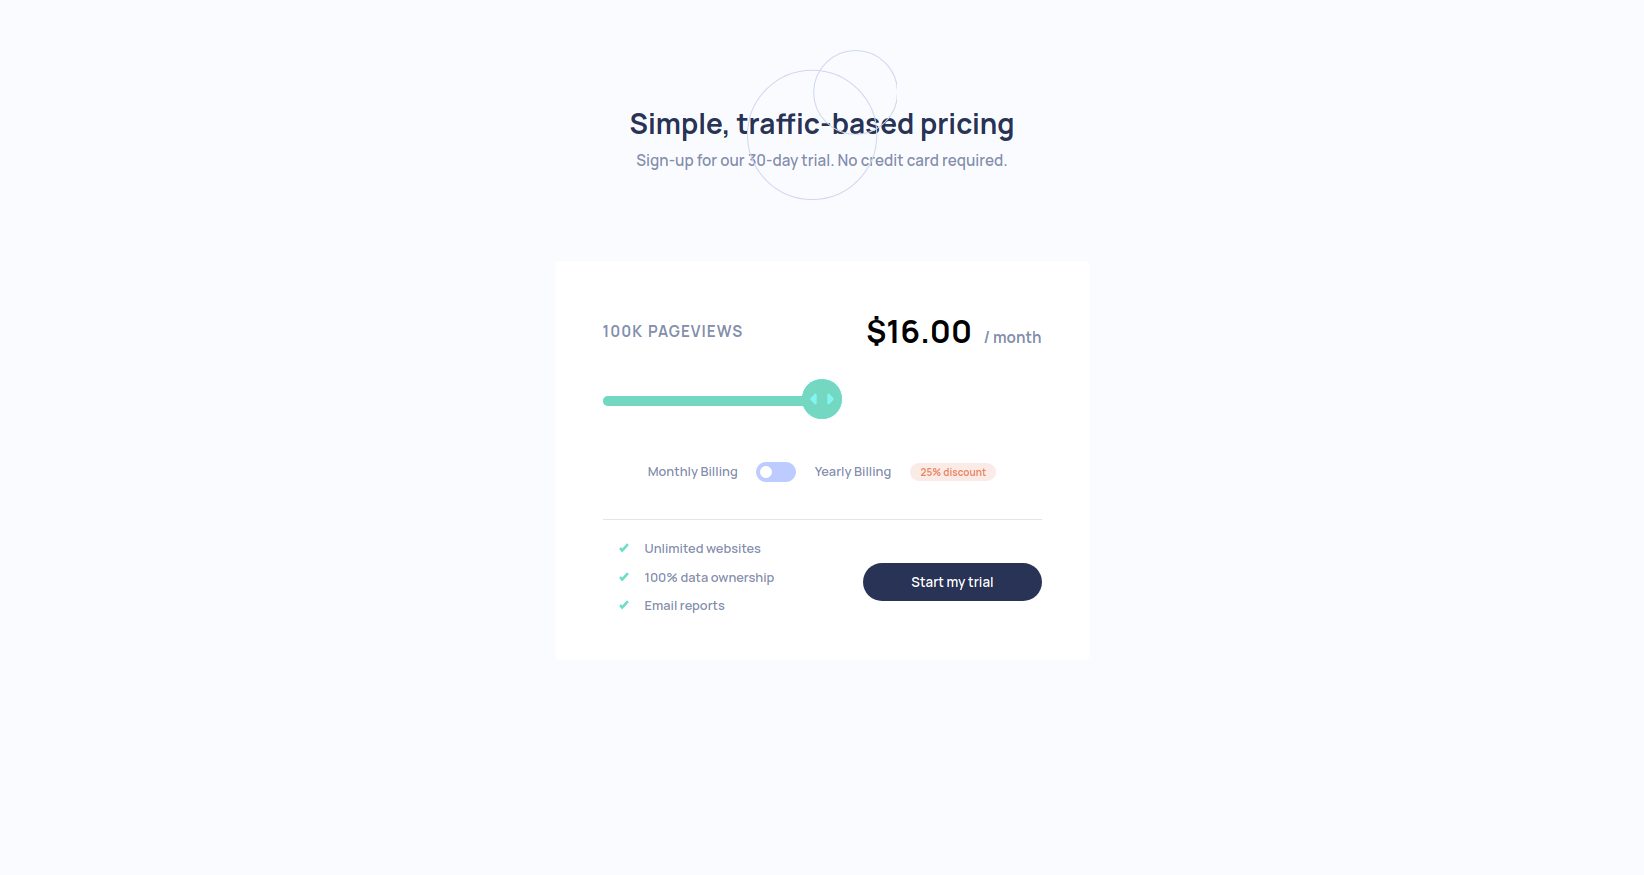 Simple, traffic-based pricing
Sign-up for our 30-day trial. No credit card required.
100K PAGEVIEWS
$16.00 / month
Monthly Billing
Yearly Billing
25% discount
Unlimited websites
100% data ownership
Email reports
Start my trial